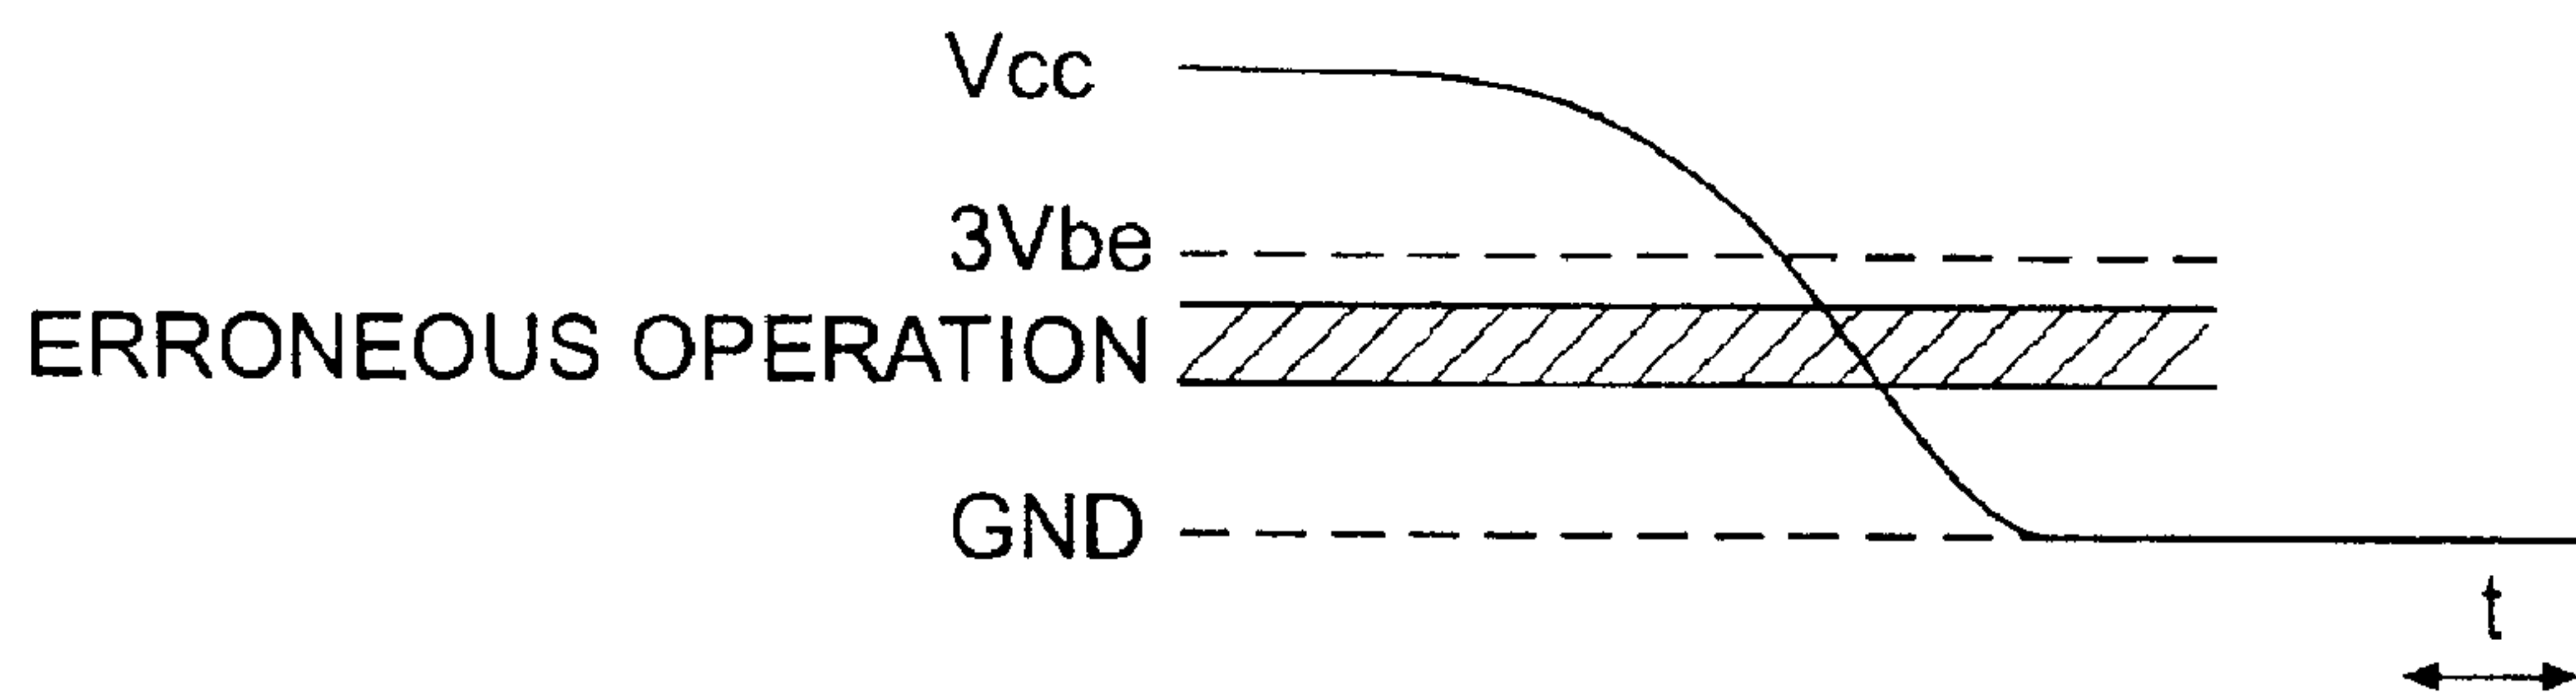 Vcc
3Vbe
ERRONEOUS OPERATION
GND
t